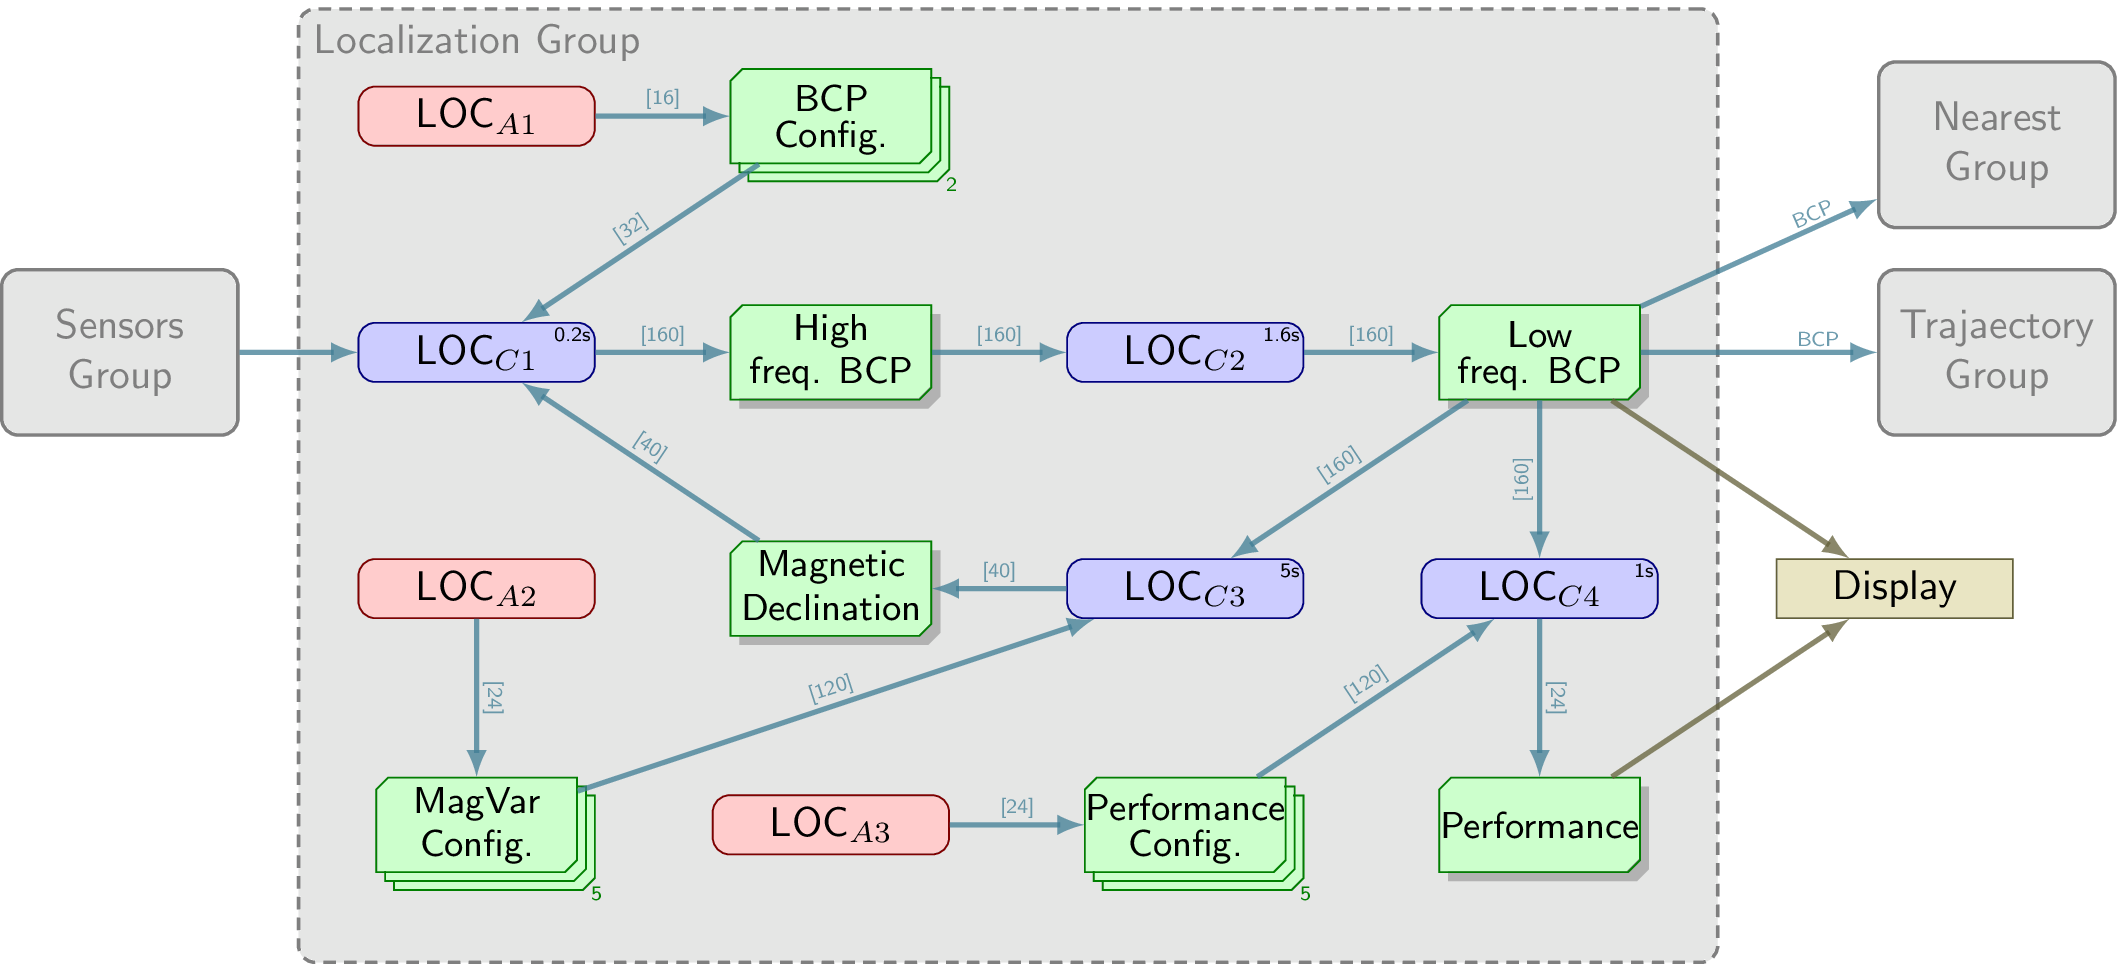 Localization Group
LOC_A1
[16]
BCP
Config.
2
Nearest
Group
[32]
BCP
Sensors
Group
LOC_C1
0.2s
[160]
High
freq. BCP
[160]
LOC_C2
1.6s
[160]
Low
freq. BCP
BCP
Trajaectory
Group
[40]
[160]
[160]
LOC_A2
Magnetic
Declination
[40]
LOC_C3
5s
LOC_C4
1s
Display
[24]
[120]
[120]
[24]
MagVar
Config.
5
LOC_A3
[24]
Performance
Config.
5
Performance